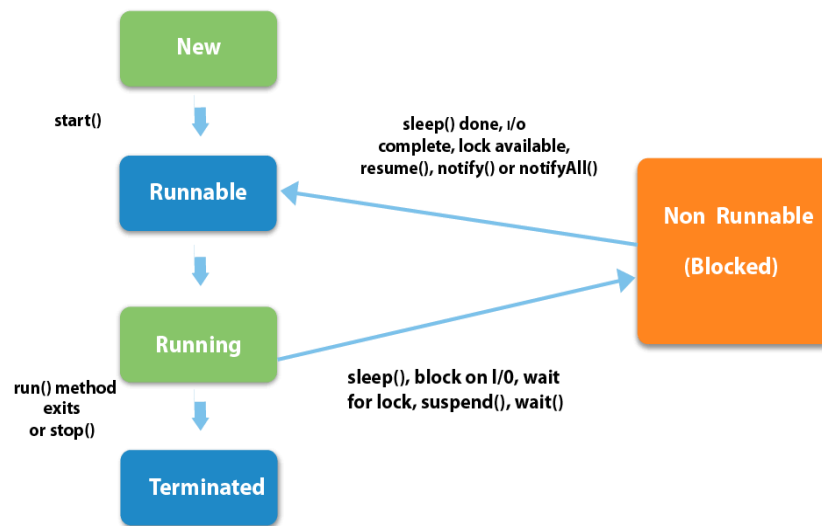 New
start()
sleep() done, I/o
complete, lock available,
resume(), notify() or notifyAll()
Runnable
Non Runnable
(Blocked)
Running
sleep(), block on l/0, wait
for lock, suspend(), wait()
run() method
exits
or stop()
Terminated